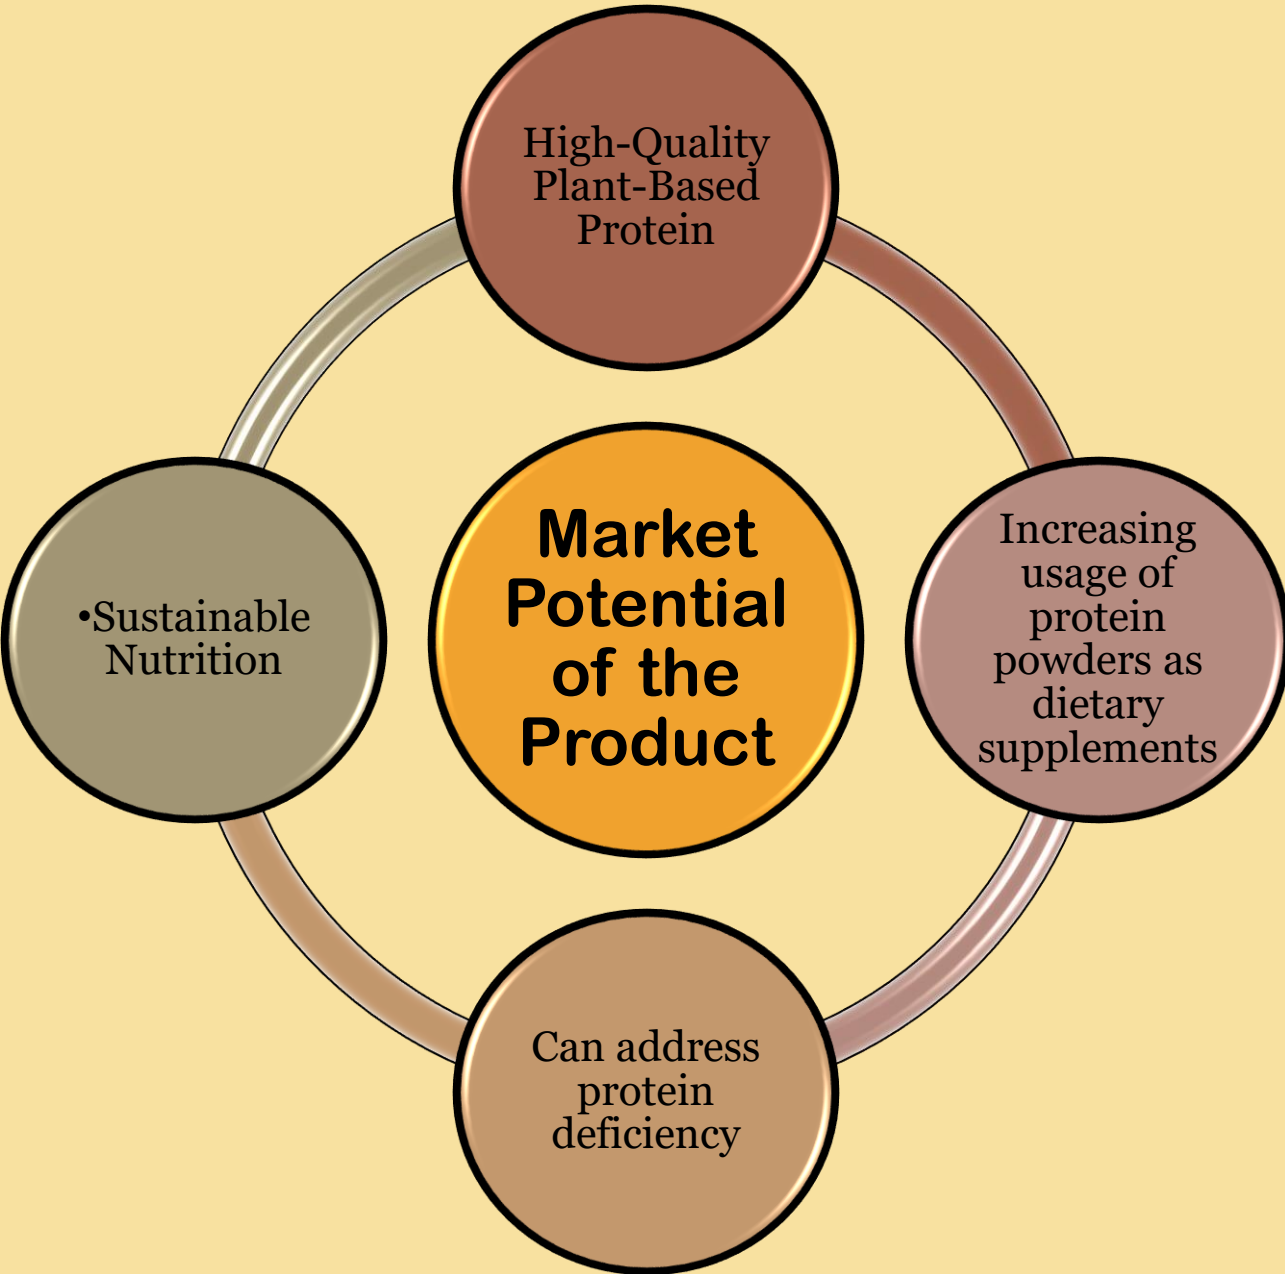 High-Quality
Plant-Based
Protein
Market
Potential
of the
Product
Increasing
usage of
protein
powders as
dietary
supplements
Can address
protein
deficiency
•Sustainable
Nutrition